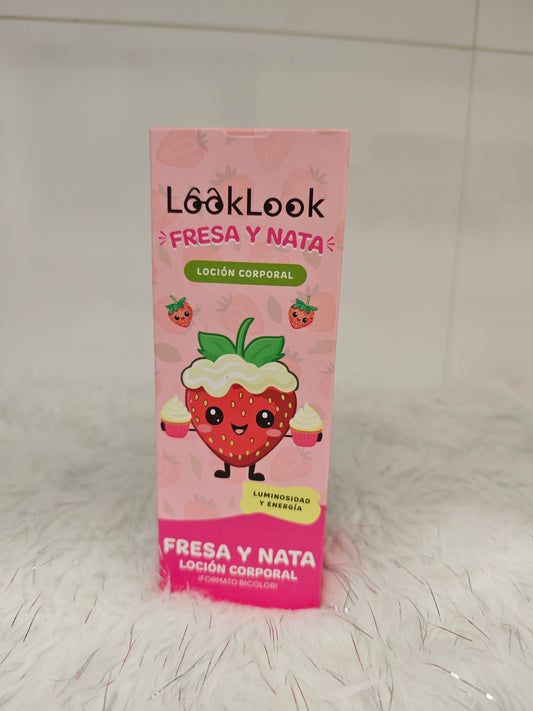 LookLook
FRESA Y NATA
LOCIÓN CORPORAL
LUMINOSIDAD
Y ENERGÍA
FRESA Y NATA
LOCIÓN CORPORAL
¡FORMATO BICOLOR!